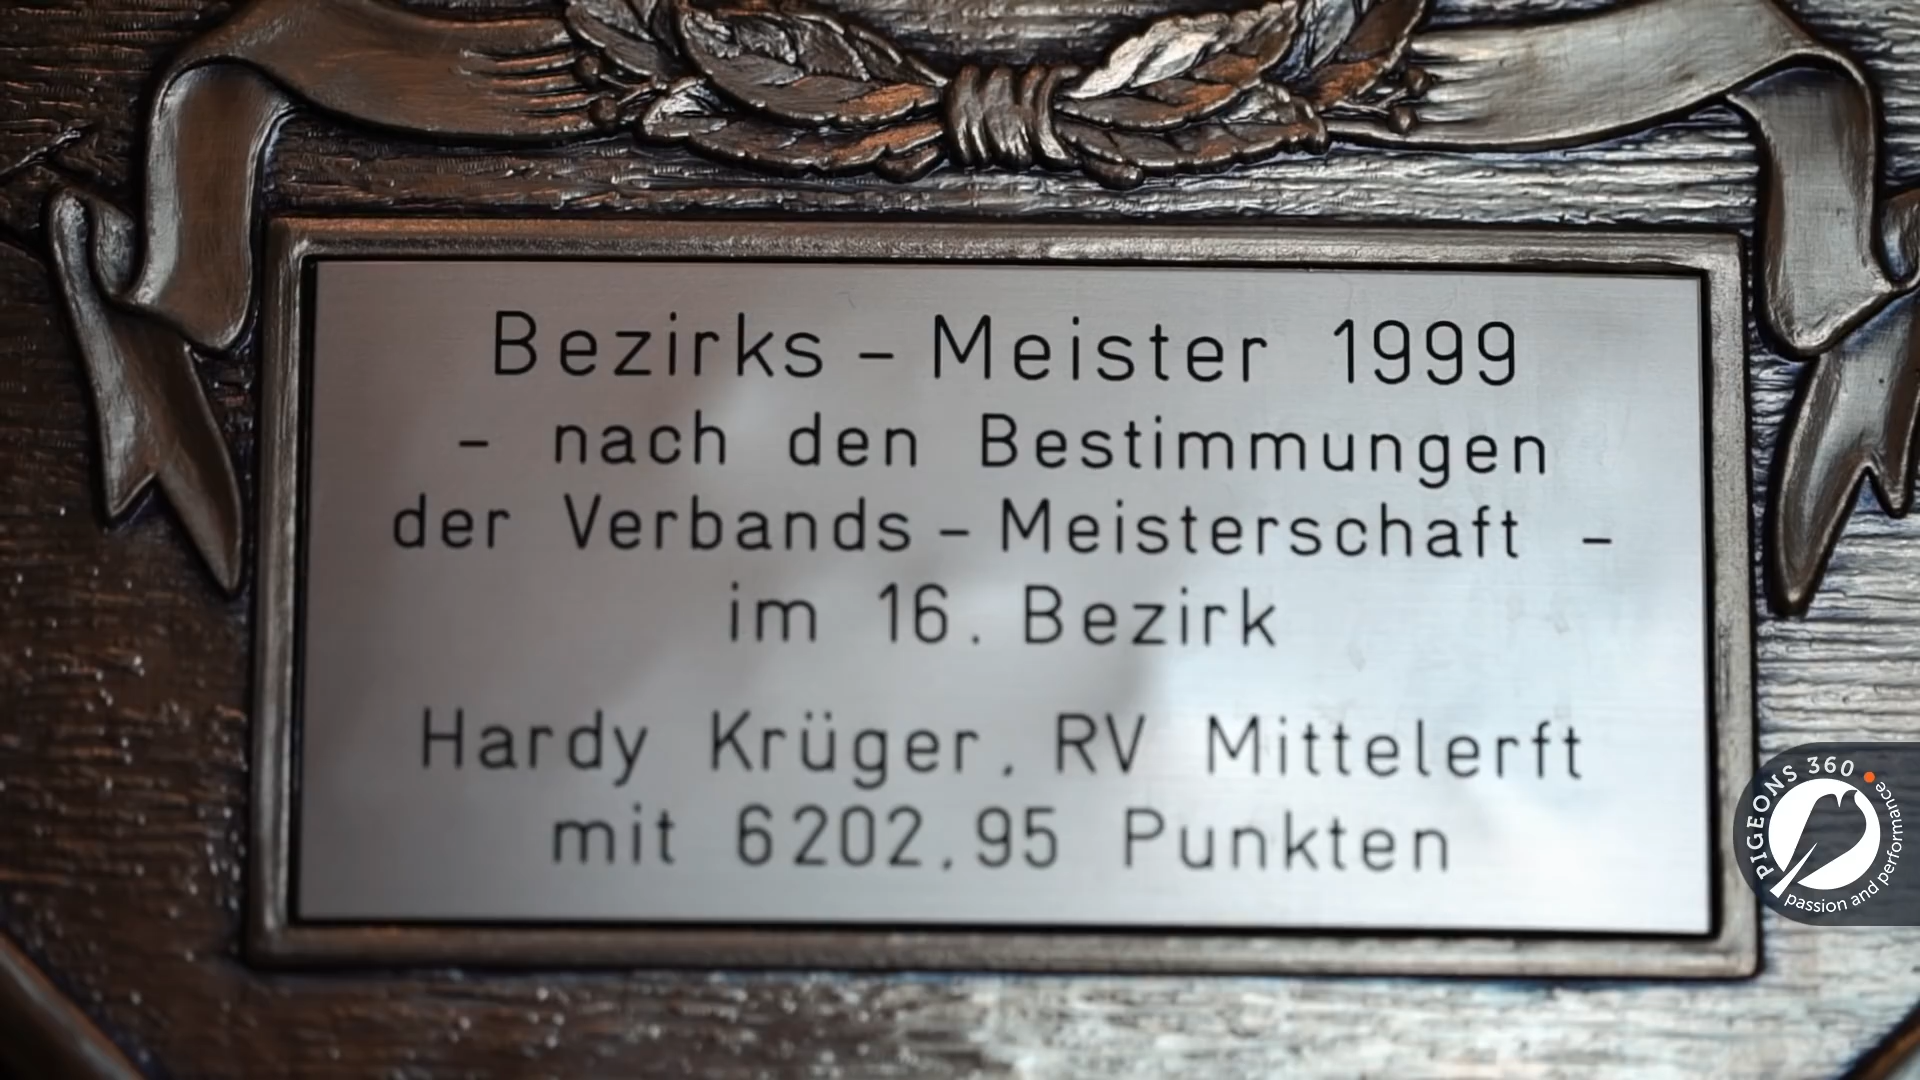 Bezirks - Meister 1999
- nach den Bestimmungen
der Verbands - Meisterschaft -
im 16. Bezirk
Hardy Krüger, RV Mittelerft
mit 6202,95 Punkten
PIGEONS 360
passion and performance